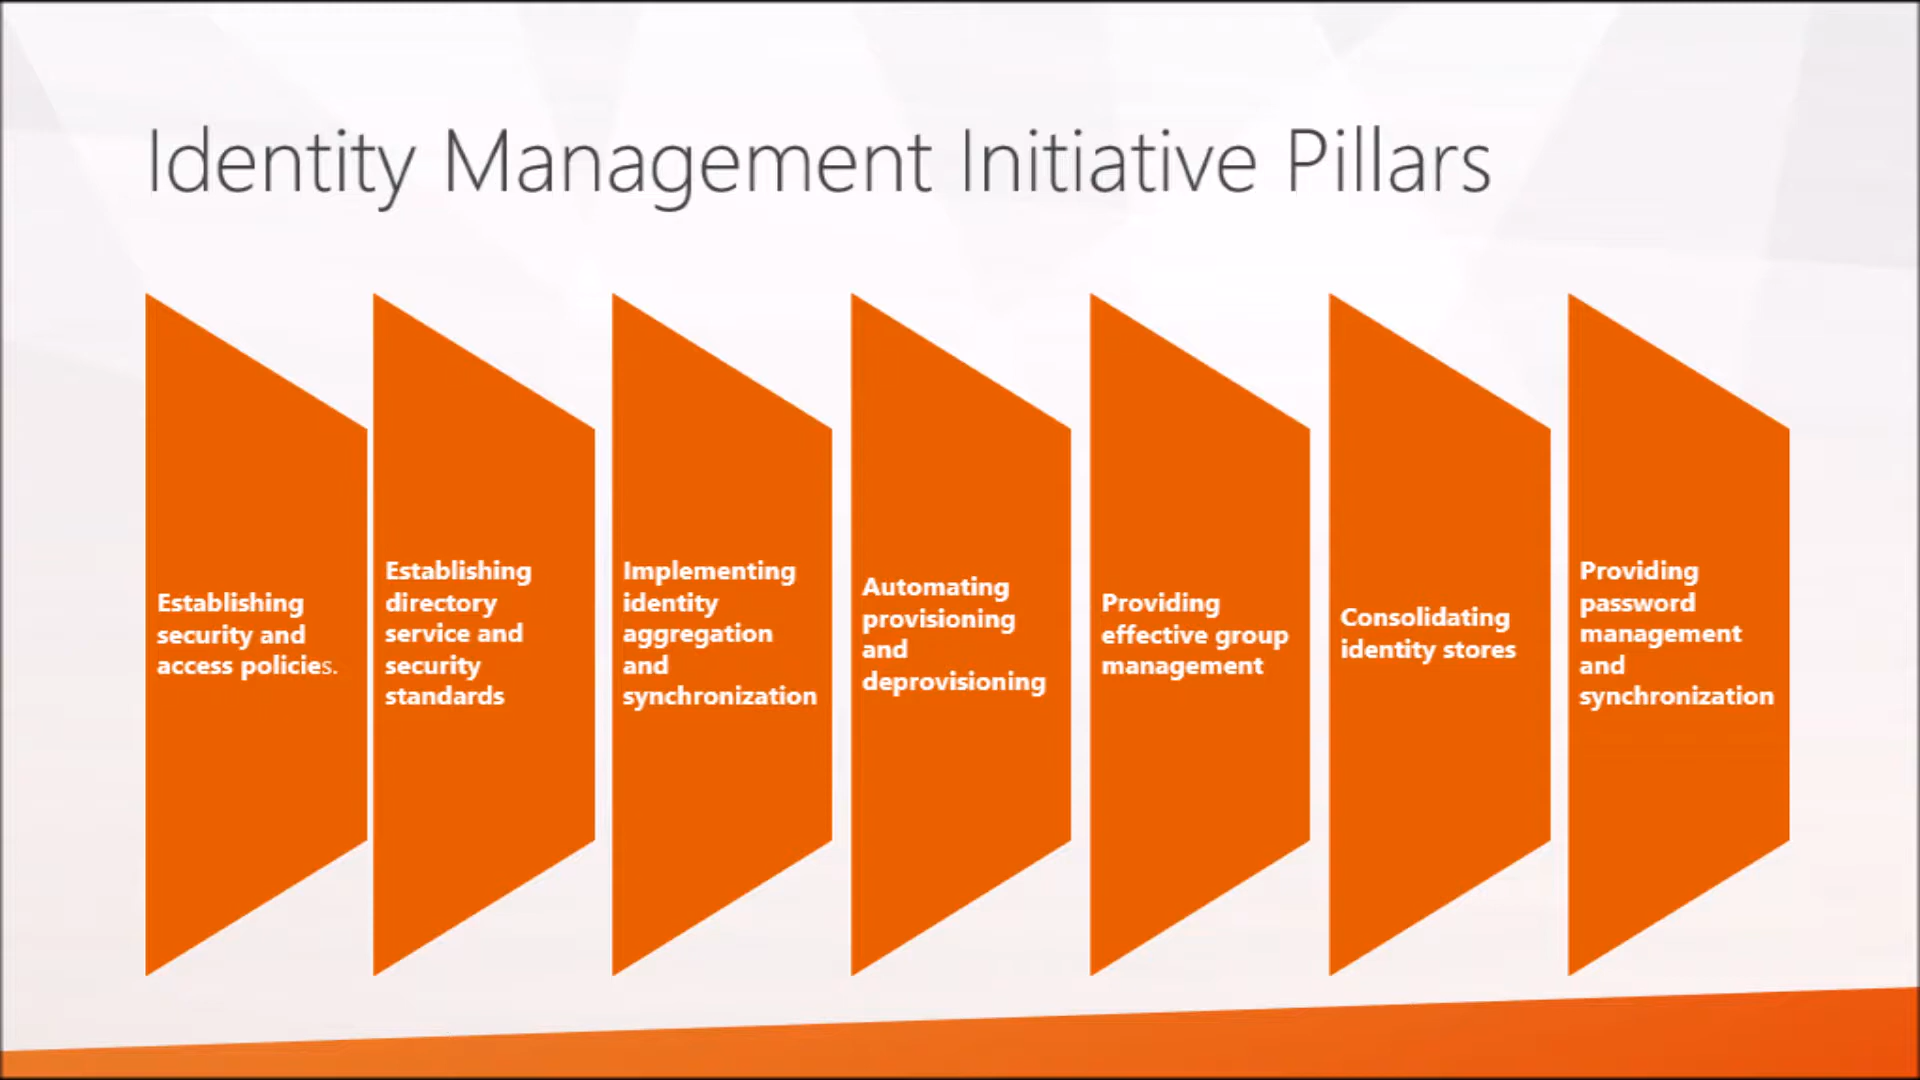 Identity Management Initiative Pillars
Establishing
security and
access policies.
Establishing
directory
service and
security
standards
Implementing
identity
aggregation
and
synchronization
Automating
provisioning
and
deprovisioning
Providing
effective group
management
Consolidating
identity stores
Providing
password
management
and
synchronization